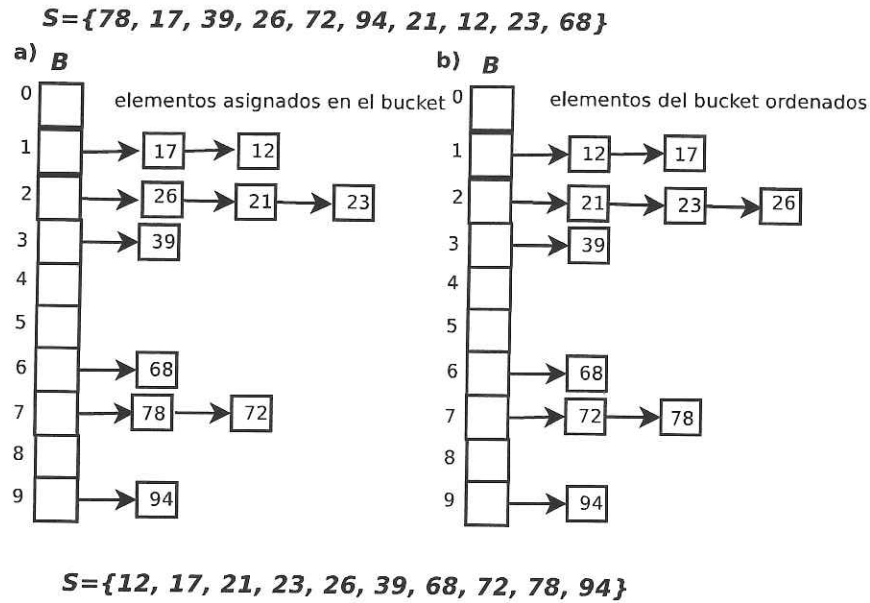 S={78, 17, 39, 26, 72, 94, 21, 12, 23, 68}
a) B
elementos asignados en el bucket
0
1 17 12
2 26 21 23
3 39
4
5
6 68
7 78 72
8
9 94
b) B
elementos del bucket ordenados
0
1 12 17
2 21 23 26
3 39
4
5
6 68
7 72 78
8
9 94
S={12, 17, 21, 23, 26, 39, 68, 72, 78, 94}